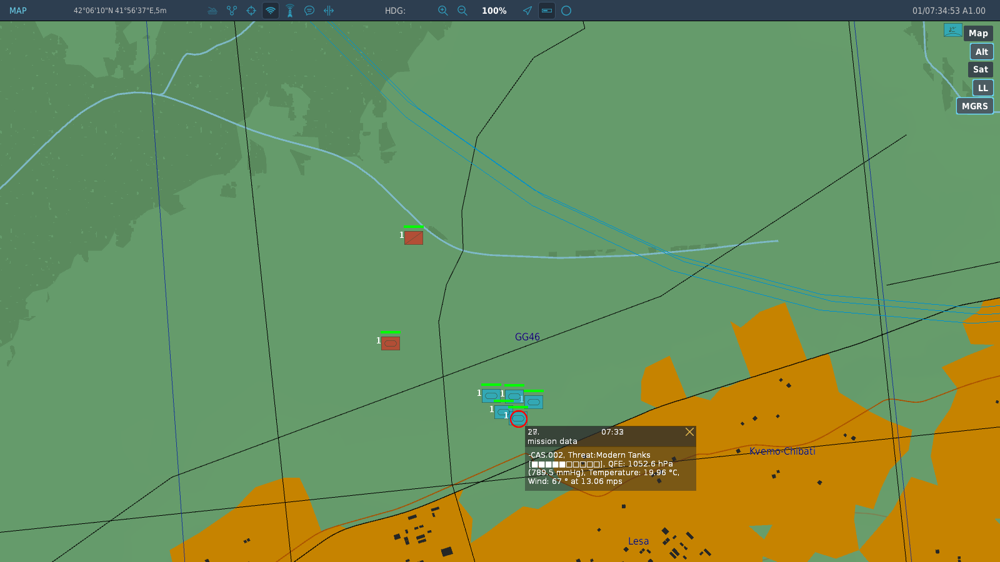 MAP 42°06'10"N 41°56'37"E,5m HDG: 100% 01/07:34:53 A1.00
Map
Alt
Sat
LL
MGRS
1
1
GG46
1
1
1
1
1
07:33
mission data
-CAS.002, Threat:Modern Tanks
[■■■■■□□□□□], QFE: 1052.6 hPa
(789.5 mmHg), Temperature: 19.96 °C,
Wind: 67 ° at 13.06 mps
Kvemo-Chibati
Lesa